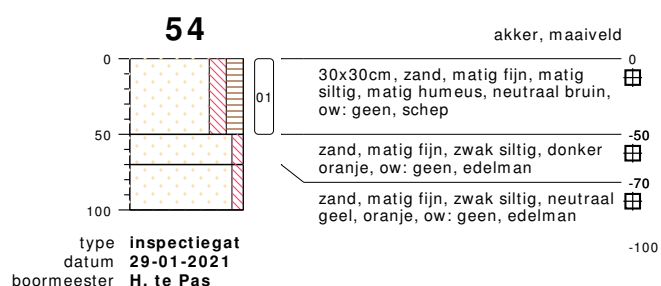 54
akker, maaiveld
0
0
30x30cm, zand, matig fijn, matig
siltig, matig humeus, neutraal bruin,
ow: geen, schep
01
50
-50
zand, matig fijn, zwak siltig, donker
oranje, ow: geen, edelman
-70
zand, matig fijn, zwak siltig, neutraal
geel, oranje, ow: geen, edelman
100
-100
type inspectiegat
datum 29-01-2021
boormeester H. te Pas